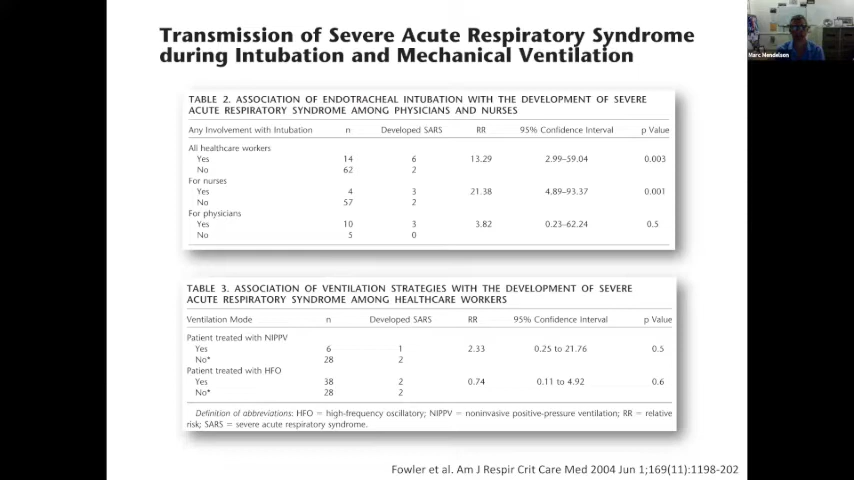 Transmission of Severe Acute Respiratory Syndrome
during Intubation and Mechanical Ventilation
Marc Mendelson
TABLE 2. ASSOCIATION OF ENDOTRACHEAL INTUBATION WITH THE DEVELOPMENT OF SEVERE
ACUTE RESPIRATORY SYNDROME AMONG PHYSICIANS AND NURSES
Any Involvement with Intubation n Developed SARS RR 95% Confidence Interval p Value
All healthcare workers
Yes 14 6 13.29 2.99–59.04 0.003
No 62 2
For nurses
Yes 4 3 21.38 4.89–93.37 0.001
No 57 2
For physicians
Yes 10 3 3.82 0.23–62.24 0.5
No 5 0
TABLE 3. ASSOCIATION OF VENTILATION STRATEGIES WITH THE DEVELOPMENT OF SEVERE
ACUTE RESPIRATORY SYNDROME AMONG HEALTHCARE WORKERS
Ventilation Mode n Developed SARS RR 95% Confidence Interval p Value
Patient treated with NIPPV
Yes 6 1 2.33 0.25 to 21.76 0.5
No* 28 2
Patient treated with HFO
Yes 38 2 0.74 0.11 to 4.92 0.6
No* 28 2
Definition of abbreviations: HFO = high-frequency oscillatory; NIPPV = noninvasive positive-pressure ventilation; RR = relative
risk; SARS = severe acute respiratory syndrome.
Fowler et al. Am J Respir Crit Care Med 2004 Jun 1;169(11):1198-202